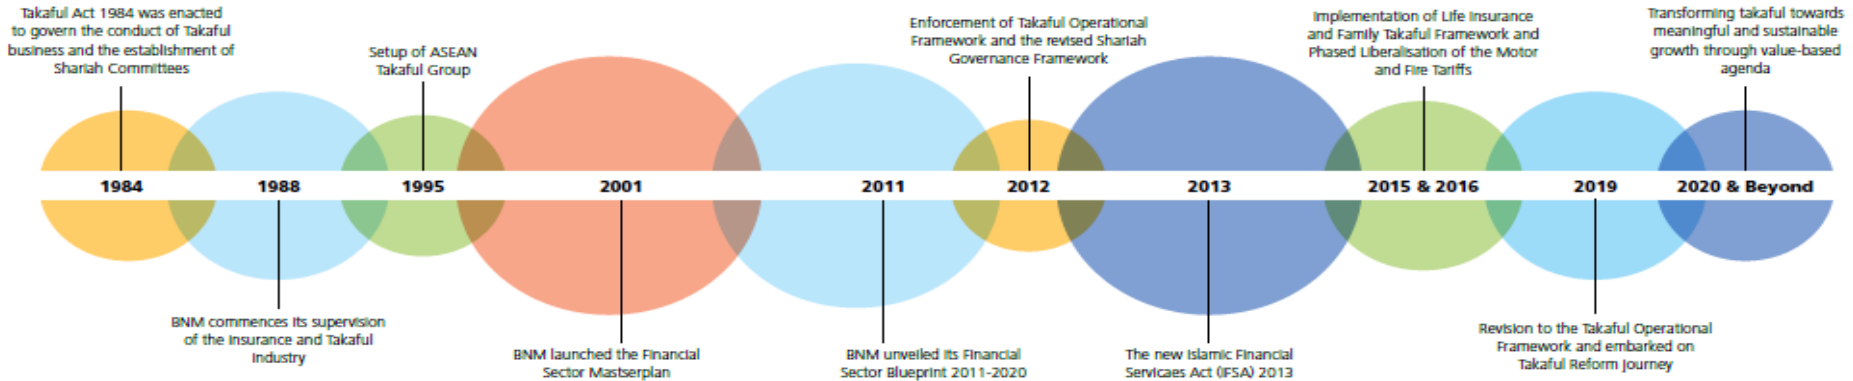 Takaful Act 1984 was enacted
to govern the conduct of Takaful
business and the establishment of
Shariah Committees
1984
1988
BNM commences its supervision
of the Insurance and Takaful
Industry
Setup of ASEAN
Takaful Group
1995
2001
BNM launched the Financial
Sector Mastserplan
2011
BNM unveiled its Financial
Sector Blueprint 2011-2020
Enforcement of Takaful Operational
Framework and the revised Shariah
Governance Framework
2012
2013
The new Islamic Financial
Servicaes Act (IFSA) 2013
Implementation of Life Insurance
and Family Takaful Framework and
Phased Liberalisation of the Motor
and Fire Tariffs
2015 & 2016
2019
Revision to the Takaful Operational
Framework and embarked on
Takaful Reform Journey
Transforming takaful towards
meaningful and sustainable
growth through value-based
agenda
2020 & Beyond